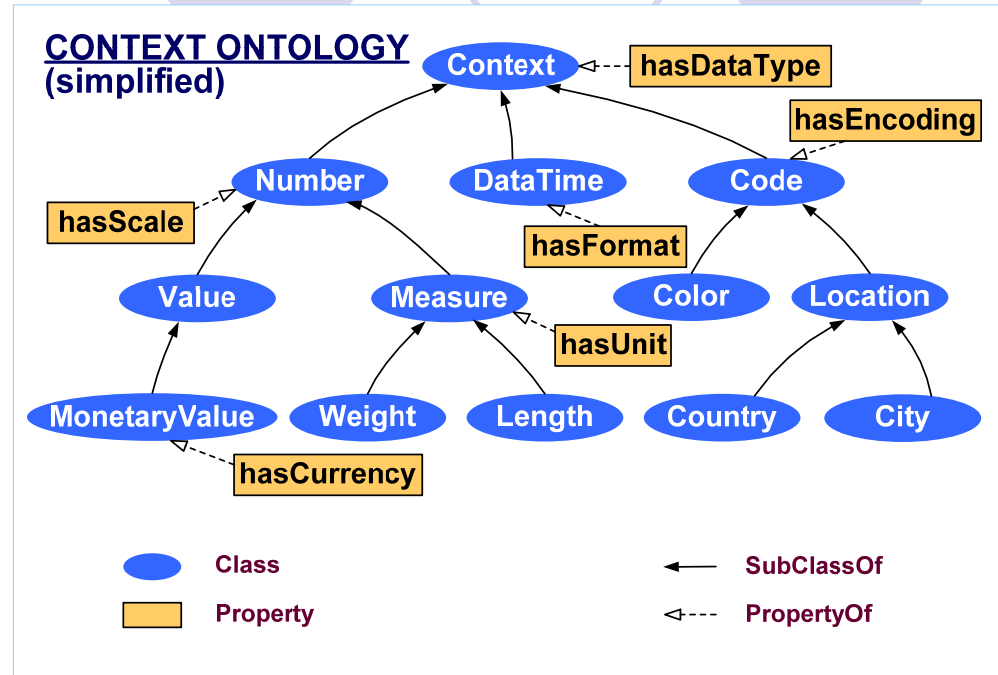 CONTEXT ONTOLOGY
(simplified)
Context
hasDataType
hasEncoding
Number
DataTime
Code
hasScale
hasFormat
Value
Measure
Color
Location
hasUnit
MonetaryValue
Weight
Length
Country
City
hasCurrency
Class
SubClassOf
Property
PropertyOf